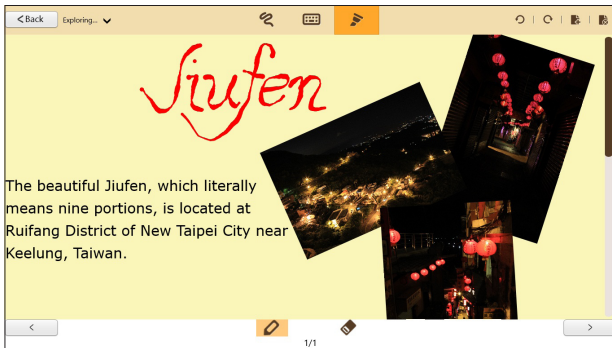 <Back
Exploring...
Jiufen
The beautiful Jiufen, which literally
means nine portions, is located at
Ruifang District of New Taipei City near
Keelung, Taiwan.
<
>
1/1